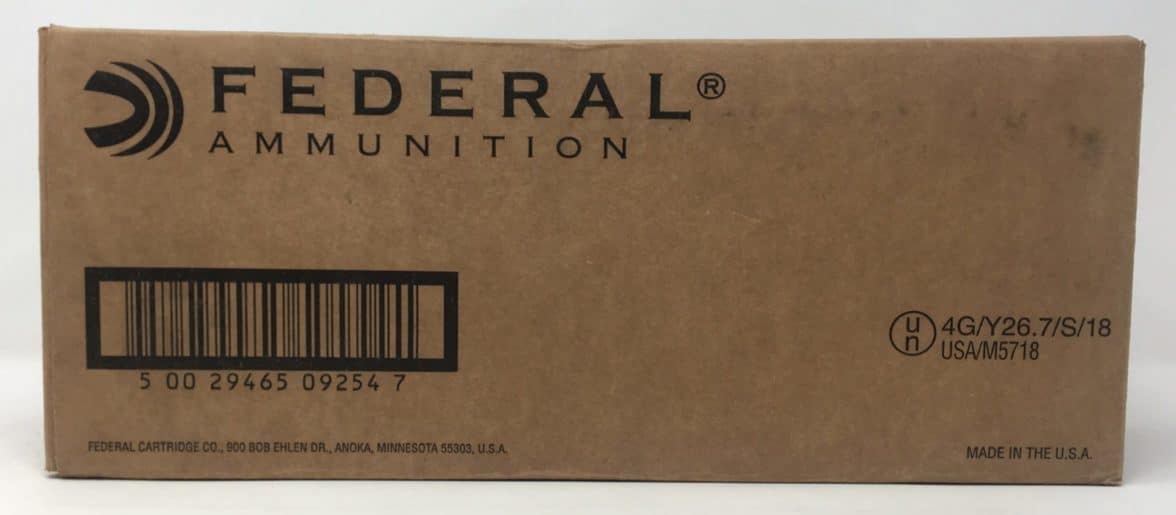 FEDERAL®
AMMUNITION
5 00 29465 09254 7
un 4G/Y26.7/S/18
USA/M5718
FEDERAL CARTRIDGE CO., 900 BOB EHLEN DR., ANOKA, MINNESOTA 55303, U.S.A.
MADE IN THE U.S.A.